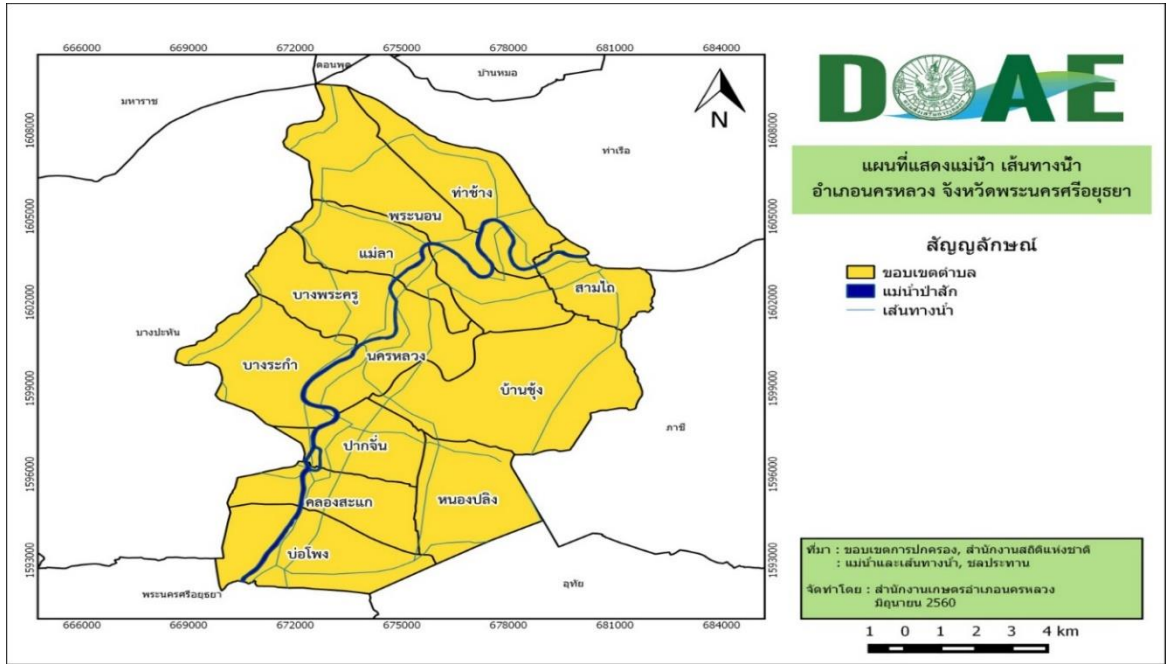 666000 669000 672000 675000 678000 681000 684000
ดอนพุด
บ้านหมอ
มหาราช
N
1608000 1608000
ท่าเรือ
ท่าช้าง
พระนอน
1605000 1605000
แม่ลา
สามไถ
บางพระครู
1602000 1602000
บางปะหัน
นครหลวง
บางระกำ
บ้านชุ้ง
1599000 1599000
ภาชี
ปากจั่น
1596000 1596000
หนองปลิง
คลองสะแก
บ่อโพง
1593000 1593000
พระนครศรีอยุธยา
อุทัย
666000 669000 672000 675000 678000 681000 684000
DOAE
แผนที่แสดงแม่น้ำ เส้นทางน้ำ
อำเภอนครหลวง จังหวัดพระนครศรีอยุธยา
สัญญลักษณ์
ขอบเขตตำบล
แม่น้ำป่าสัก
เส้นทางน้ำ
ที่มา : ขอบเขตการปกครอง, สำนักงานสถิติแห่งชาติ
: แม่น้ำและเส้นทางน้ำ, ชลประทาน
จัดทำโดย : สำนักงานเกษตรอำเภอนครหลวง
มิถุนายน 2560
1 0 1 2 3 4 km